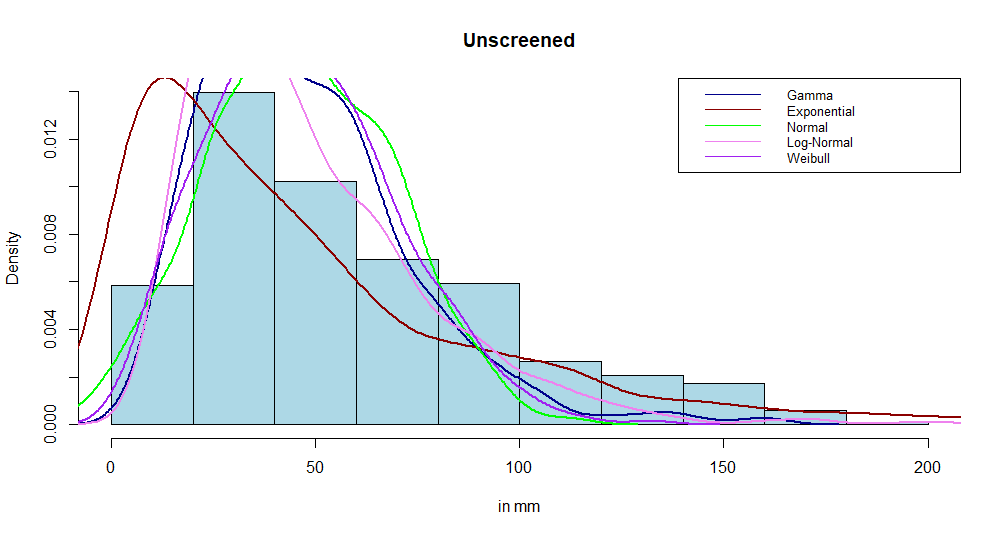 Unscreened
Gamma
Exponential
Normal
Log-Normal
Weibull
Density
0.012
0.008
0.004
0.000
0 50 100 150 200
in mm